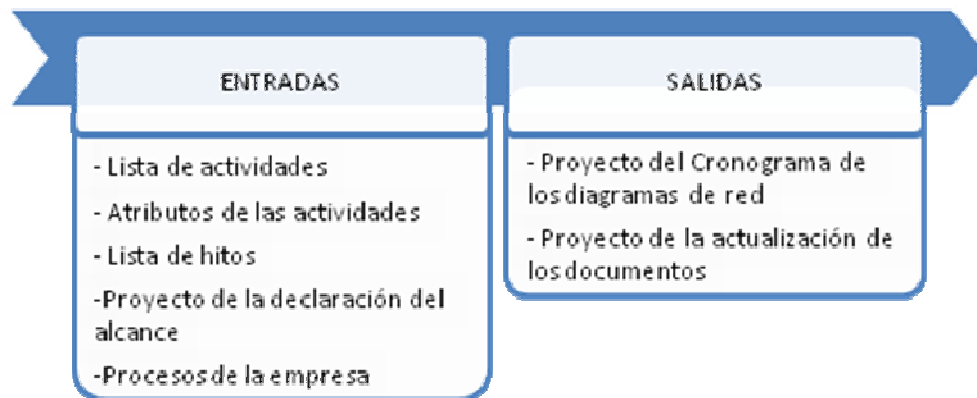 ENTRADAS
- Lista de actividades
- Atributos de las actividades
- Lista de hitos
-Proyecto de la declaración del
alcance
-Procesos de la empresa
SALIDAS
- Proyecto del Cronograma de
los diagramas de red
- Proyecto de la actualización de
los documentos